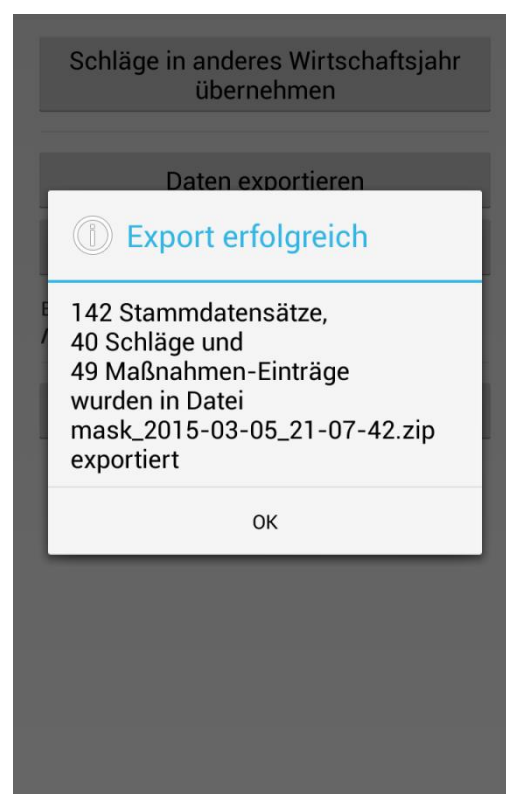 Schläge in anderes Wirtschaftsjahr
übernehmen
Daten exportieren
Export erfolgreich
142 Stammdatensätze,
40 Schläge und
49 Maßnahmen-Einträge
wurden in Datei
mask_2015-03-05_21-07-42.zip
exportiert
OK